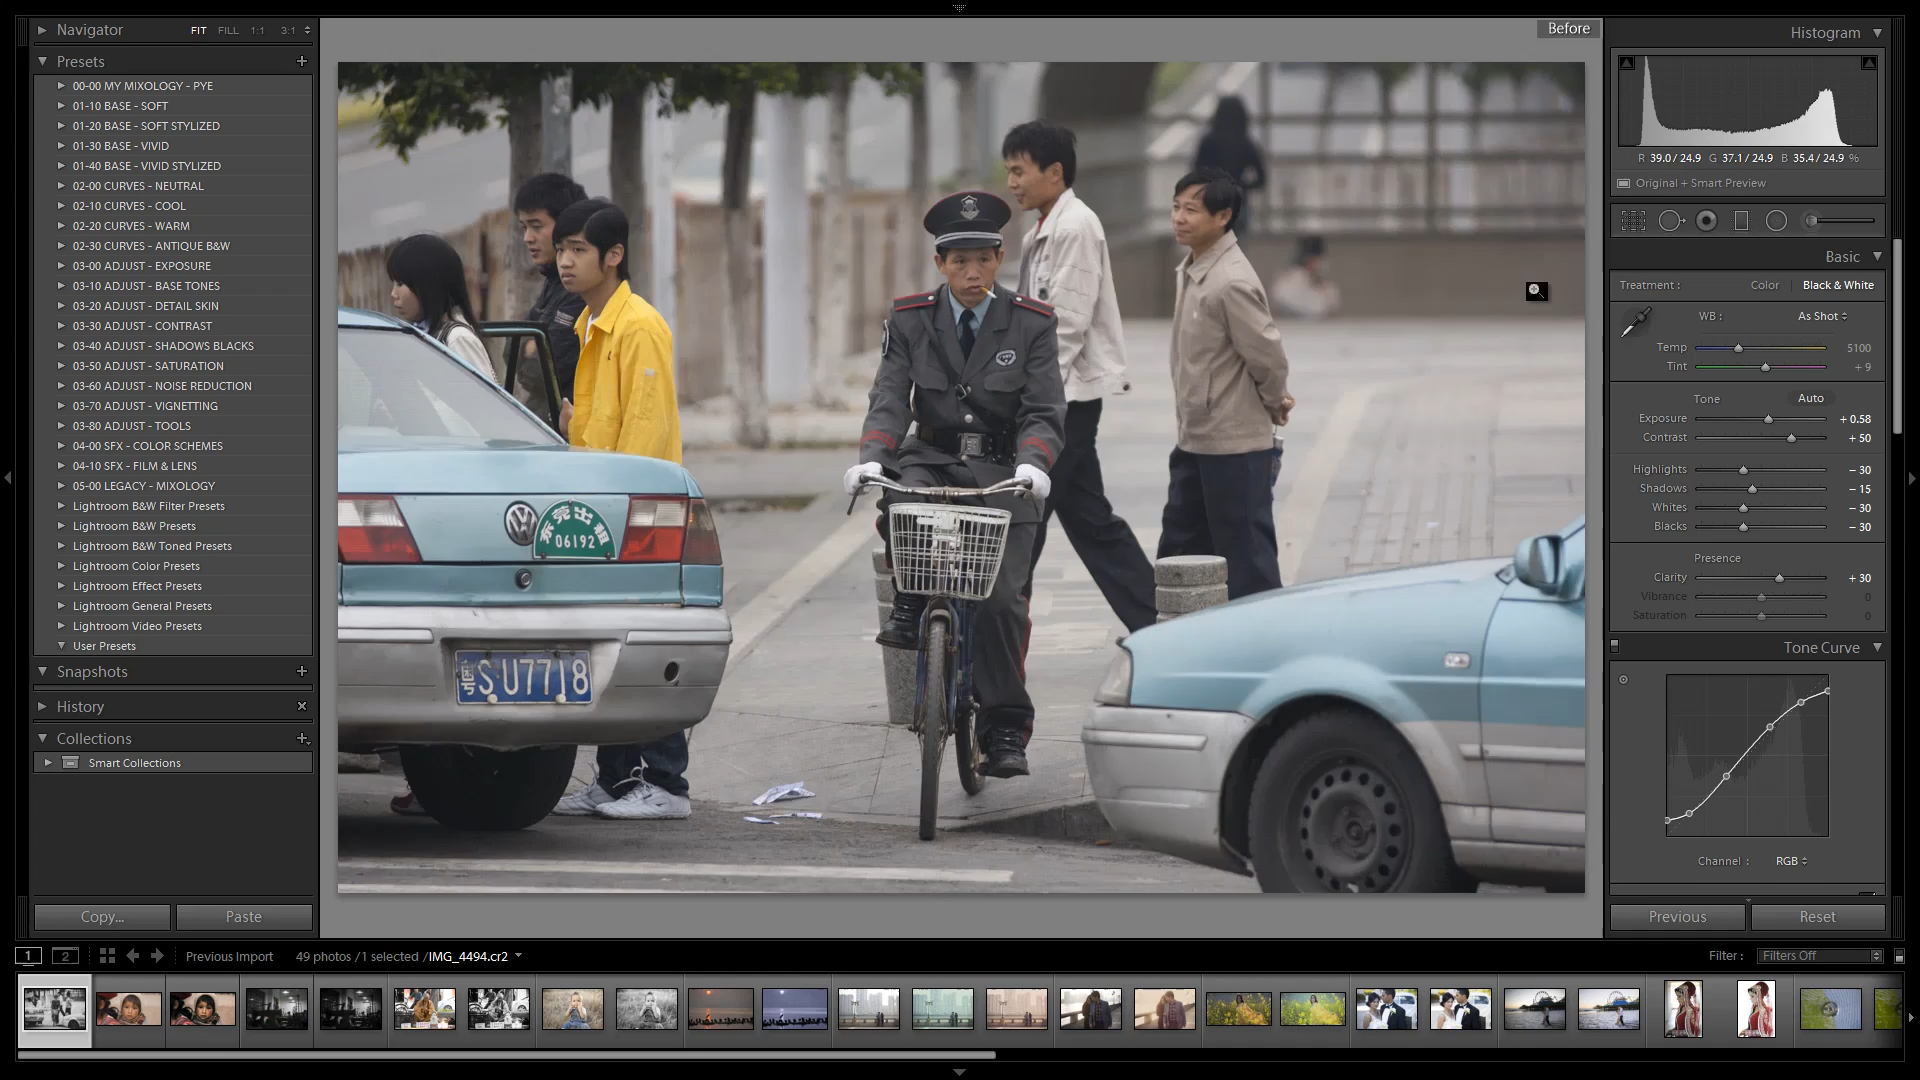 Navigator FIT FILL 1:1 3:1
Presets
00-00 MY MIXOLOGY - PYE
01-10 BASE - SOFT
01-20 BASE - SOFT STYLIZED
01-30 BASE - VIVID
01-40 BASE - VIVID STYLIZED
02-00 CURVES - NEUTRAL
02-10 CURVES - COOL
02-20 CURVES - WARM
02-30 CURVES - ANTIQUE B&W
03-00 ADJUST - EXPOSURE
03-10 ADJUST - BASE TONES
03-20 ADJUST - DETAIL SKIN
03-30 ADJUST - CONTRAST
03-40 ADJUST - SHADOWS BLACKS
03-50 ADJUST - SATURATION
03-60 ADJUST - NOISE REDUCTION
03-70 ADJUST - VIGNETTING
03-80 ADJUST - TOOLS
04-00 SFX - COLOR SCHEMES
04-10 SFX - FILM & LENS
05-00 LEGACY - MIXOLOGY
Lightroom B&W Filter Presets
Lightroom B&W Presets
Lightroom B&W Toned Presets
Lightroom Color Presets
Lightroom Effect Presets
Lightroom General Presets
Lightroom Video Presets
User Presets
Snapshots
History
Collections
Smart Collections
Copy... Paste
Before
东莞出租
06192
粤S U7718
Histogram
R 39.0 / 24.9 G 37.1 / 24.9 B 35.4 / 24.9 %
Original + Smart Preview
Basic
Treatment : Color Black & White
WB : As Shot
Temp 5100
Tint + 9
Tone Auto
Exposure + 0.58
Contrast + 50
Highlights – 30
Shadows – 15
Whites – 30
Blacks – 30
Presence
Clarity + 30
Vibrance 0
Saturation 0
Tone Curve
Channel : RGB
Previous Reset
1 2 Previous Import 49 photos / 1 selected / IMG_4494.cr2 Filter : Filters Off